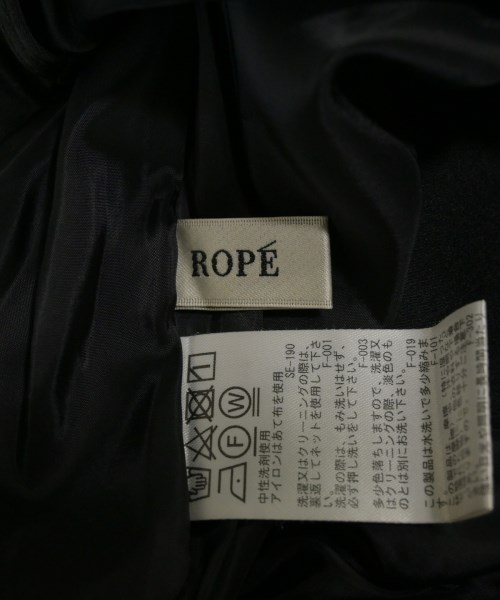 ROPÉ
F
W
中性洗剤使用
アイロンはあて布を使用
SE-190
洗濯又はクリーニングの際は、
裏返してネットを使用して下さ
い。
F-001
洗濯の際は、もみ洗いはせず、
必ず押し洗いをして下さい。
F-003
多少色落ちしますので、洗濯又
はクリーニングの際、淡色のも
のとは別にお洗い下さい。
F-019
この製品は水洗いで多少縮みま
F-101